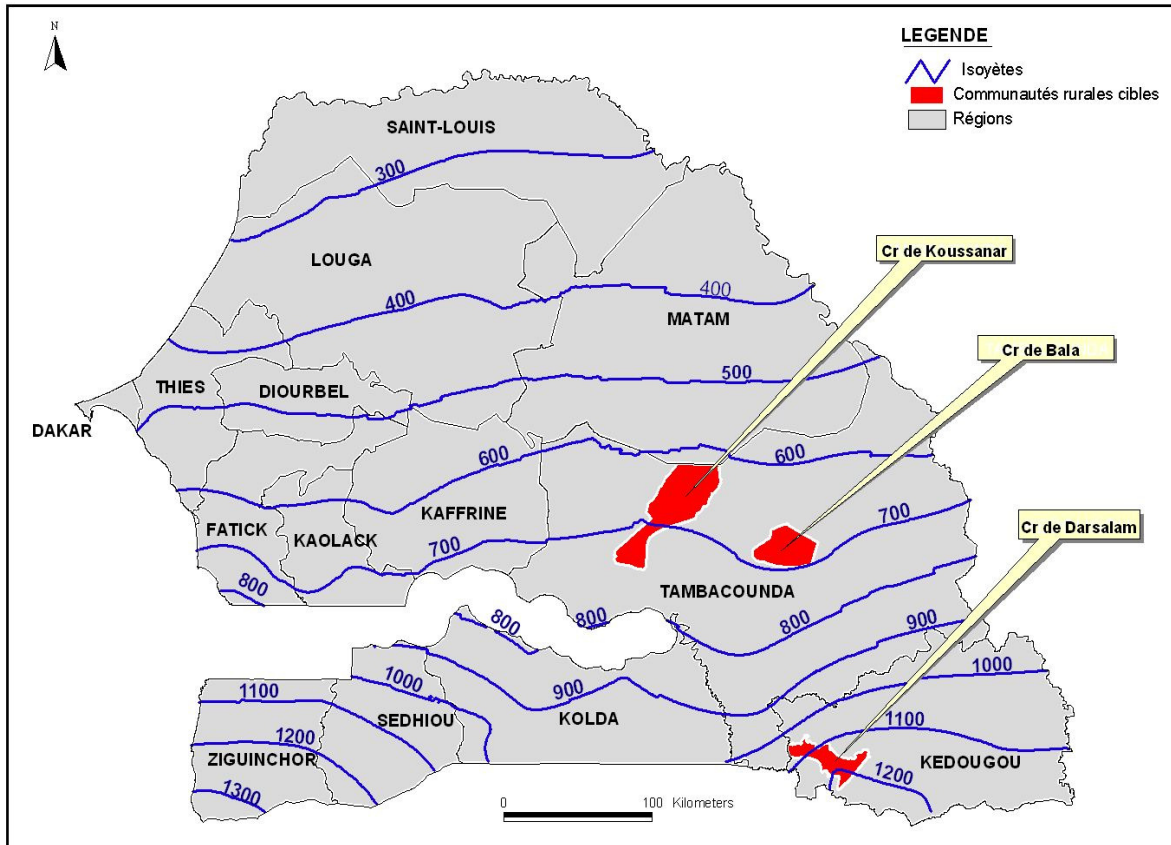 N
LEGENDE
Isoyètes
Communautés rurales cibles
Régions
SAINT-LOUIS
300
LOUGA
Cr de Koussanar
400
400
MATAM
Cr de Bala
THIES
DIOURBEL
500
DAKAR
600
600
FATICK
KAOLACK
KAFFRINE
700
700
Cr de Darsalam
800
TAMBACOUNDA
800
800
800
900
1000
1100
1000
900
SEDHIOU
KOLDA
1100
1200
ZIGUINCHOR
KEDOUGOU
1200
1300
0
100 Kilometers